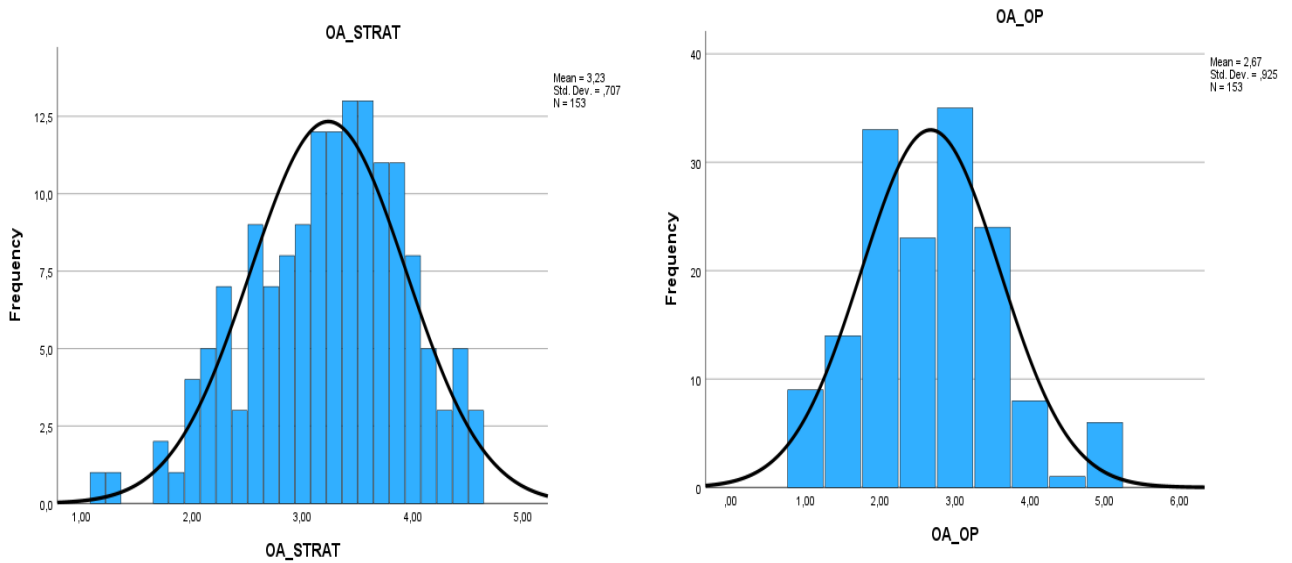 OA_STRAT
Mean = 3,23
Std. Dev. = ,707
N = 153
Frequency
12,5
10,0
7,5
5,0
2,5
0,0
1,00 2,00 3,00 4,00 5,00
OA_STRAT
OA_OP
Mean = 2,67
Std. Dev. = ,925
N = 153
Frequency
40
30
20
10
0
,00 1,00 2,00 3,00 4,00 5,00 6,00
OA_OP